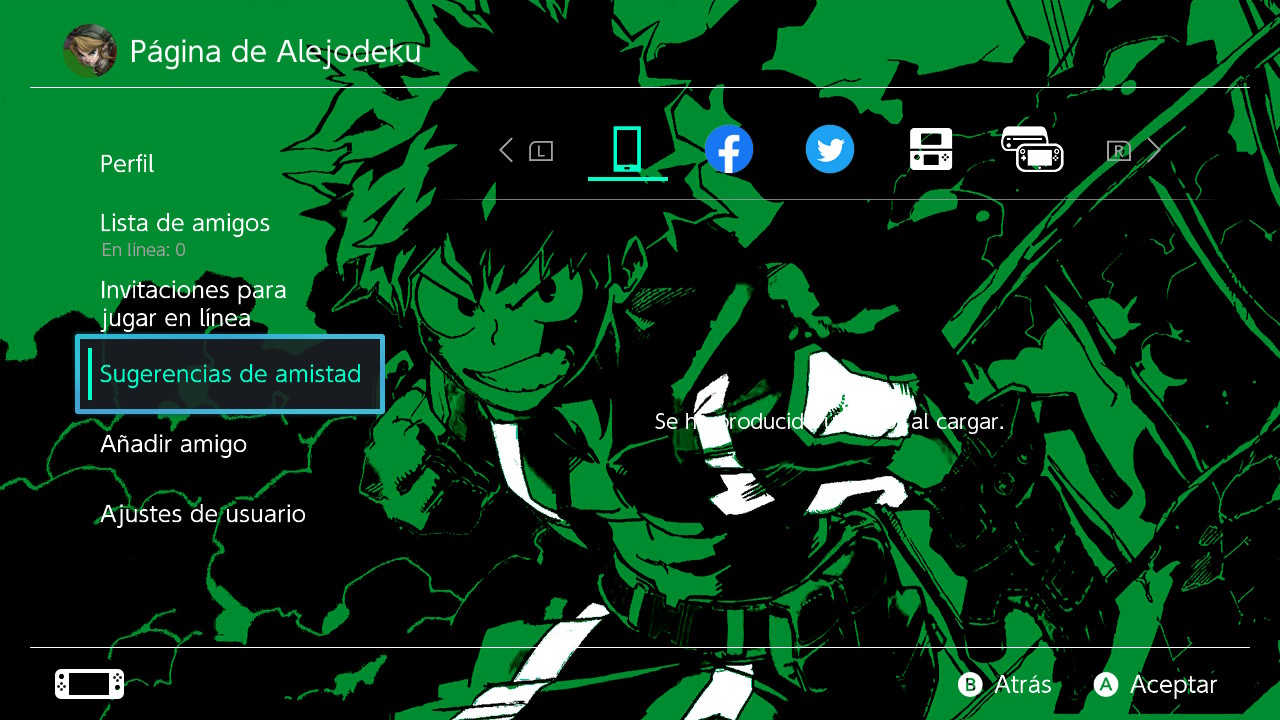 Página de Alejodeku
L
R
Perfil
Lista de amigos
En línea: 0
Invitaciones para
jugar en línea
Sugerencias de amistad
Se h producid al cargar.
Añadir amigo
Ajustes de usuario
B Atrás
A Aceptar